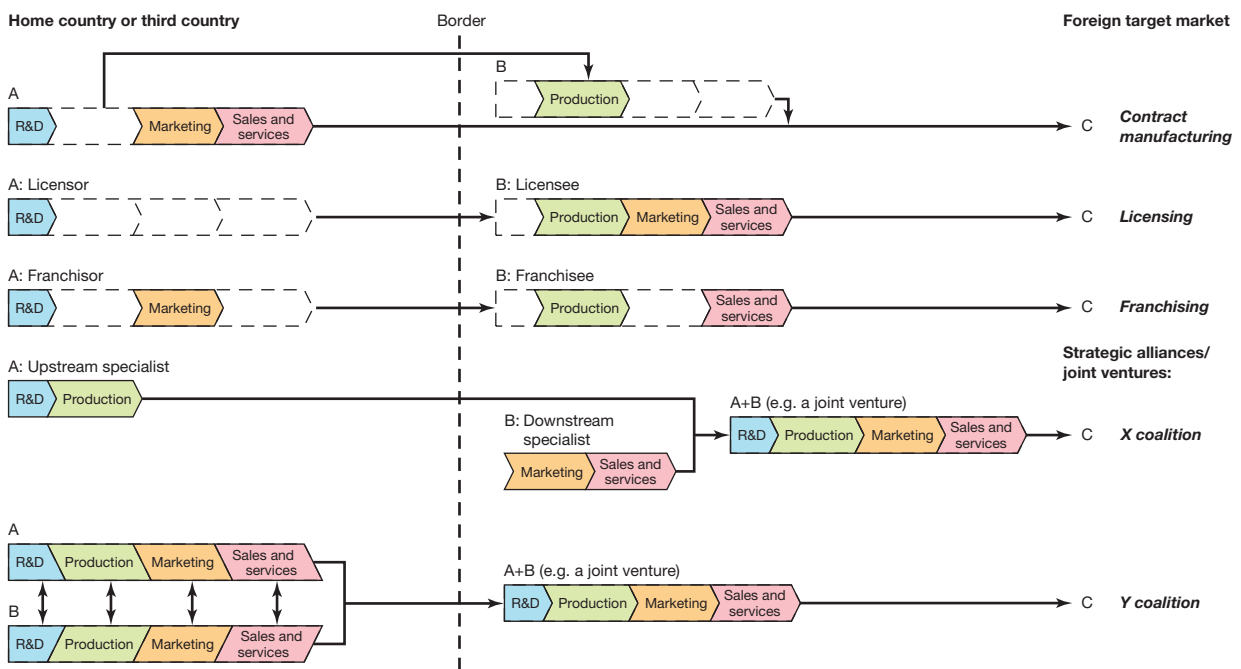 Home country or third country
Border
Foreign target market
B
Production
A
R&D
Marketing
Sales and
services
C
Contract
manufacturing
A: Licensor
R&D
B: Licensee
Production
Marketing
Sales and
services
C
Licensing
A: Franchisor
R&D
Marketing
B: Franchisee
Production
Sales and
services
C
Franchising
Strategic alliances/
joint ventures:
A: Upstream specialist
R&D
Production
B: Downstream
specialist
Marketing
Sales and
services
A+B (e.g. a joint venture)
R&D
Production
Marketing
Sales and
services
C
X coalition
A
R&D
Production
Marketing
Sales and
services
B
R&D
Production
Marketing
Sales and
services
A+B (e.g. a joint venture)
R&D
Production
Marketing
Sales and
services
C
Y coalition